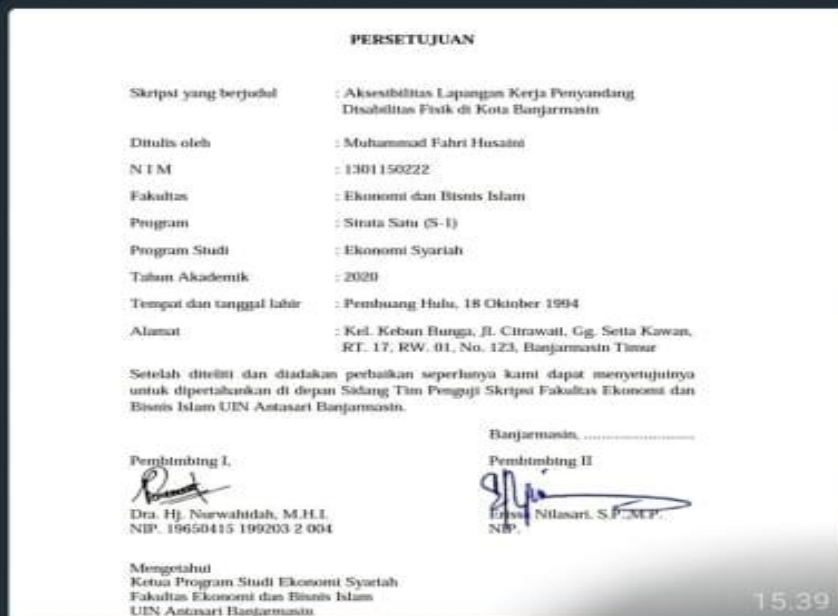 PERSETUJUAN
Skripsi yang berjudul : Aksesibilitas Lapangan Kerja Penyandang
Disabilitas Fisik di Kota Banjarmasin
Ditulis oleh : Muhammad Fahri Husaini
N I M : 1301150222
Fakultas : Ekonomi dan Bisnis Islam
Program : Strata Satu (S-1)
Program Studi : Ekonomi Syariah
Tahun Akademik : 2020
Tempat dan tanggal lahir : Pembuang Hulu, 18 Oktober 1994
Alamat : Kel. Kebun Bunga, Jl. Citrawati, Gg. Setia Kawan,
RT. 17, RW. 01, No. 123, Banjarmasin Timur
Setelah diteliti dan diadakan perbaikan seperlunya kami dapat menyetujuinya
untuk dipertahankan di depan Sidang Tim Penguji Skripsi Fakultas Ekonomi dan
Bisnis Islam UIN Antasari Banjarmasin.
Banjarmasin, ............................
Pembimbing I,
Dra. Hj. Nurwahidah, M.H.I.
NIP. 19650415 199203 2 004
Pembimbing II
Nilasari, S.P.,M.P.
NIP.
Mengetahui
Ketua Program Studi Ekonomi Syariah
Fakultas Ekonomi dan Bisnis Islam
UIN Antasari Banjarmasin
15.39